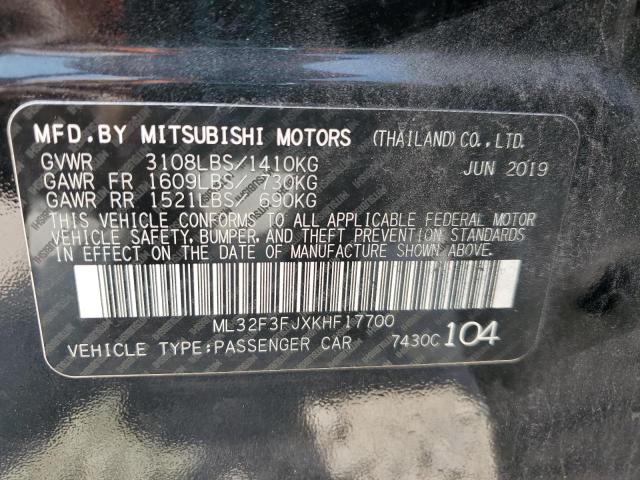 MFD.BY MITSUBISHI MOTORS (THAILAND) CO., LTD.
GVWR 3108LBS/1410KG JUN 2019
GAWR FR 1609LBS/ 730KG
GAWR RR 1521LBS/ 690KG
THIS VEHICLE CONFORMS TO ALL APPLICABLE FEDERAL MOTOR
VEHICLE SAFETY, BUMPER, AND THEFT PREVENTION STANDARDS
IN EFFECT ON THE DATE OF MANUFACTURE SHOWN ABOVE.
ML32F3FJXKHF17700
VEHICLE TYPE:PASSENGER CAR 7430C 104